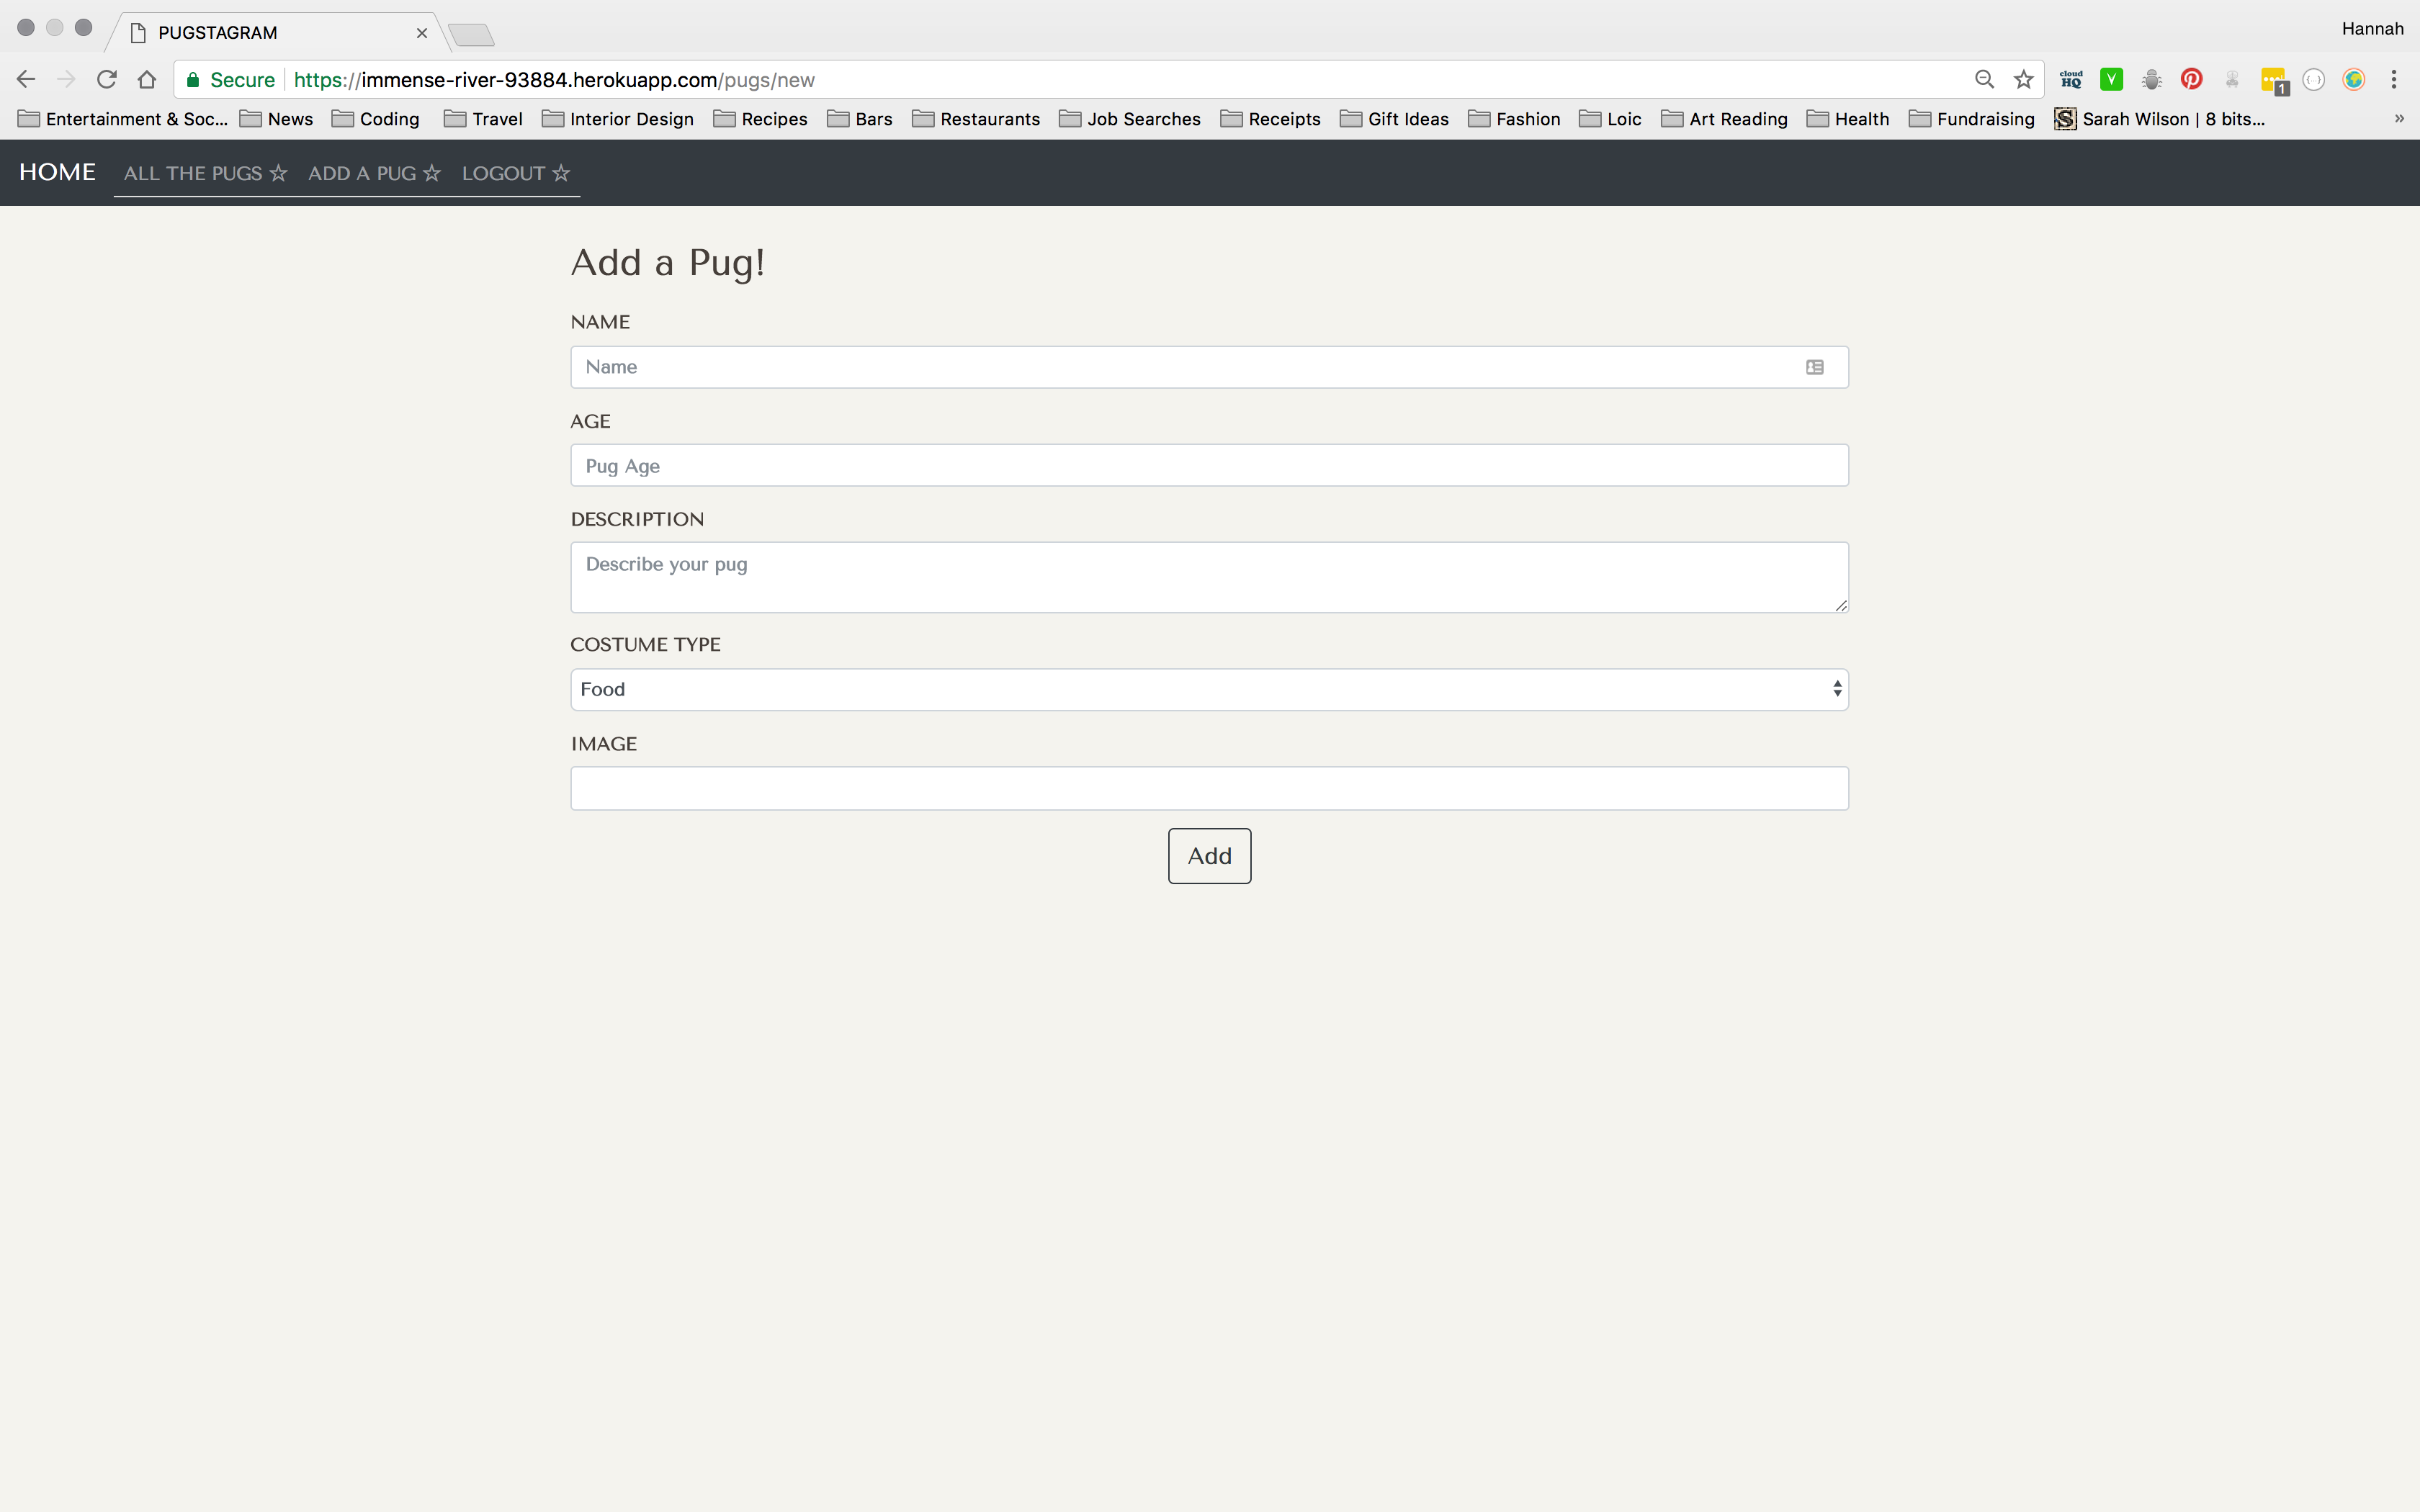 PUGSTAGRAM
Hannah
Secure https://immense-river-93884.herokuapp.com/pugs/new
cloud HQ
1
Entertainment & Soc... News Coding Travel Interior Design Recipes Bars Restaurants Job Searches Receipts Gift Ideas Fashion Loic Art Reading Health Fundraising Sarah Wilson | 8 bits... »
HOME ALL THE PUGS ☆ ADD A PUG ☆ LOGOUT ☆
Add a Pug!
NAME
Name
AGE
Pug Age
DESCRIPTION
Describe your pug
COSTUME TYPE
Food
IMAGE
Add